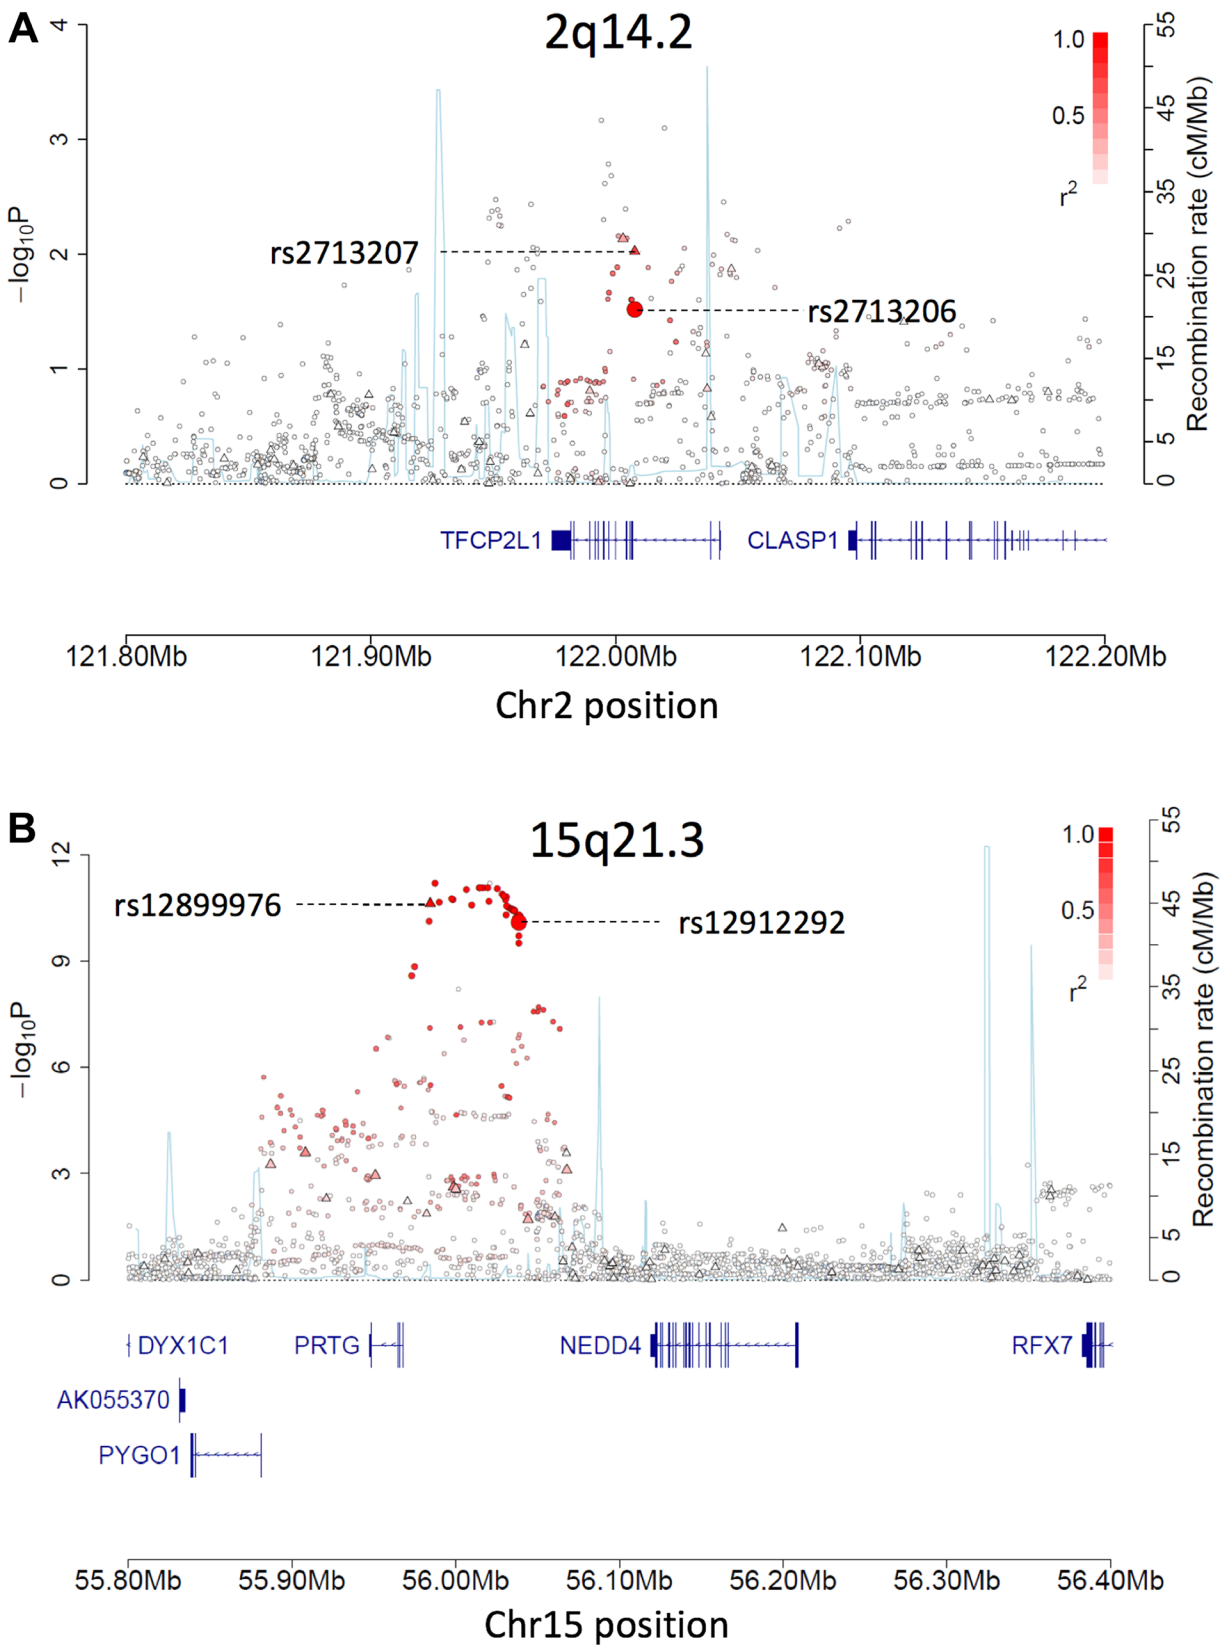 A
2q14.2
4
3
2
1
0
−log10P
rs2713207
rs2713206
1.0
0.5
r2
55
45
35
25
15
5
0
Recombination rate (cM/Mb)
TFCP2L1
CLASP1
121.80Mb 121.90Mb 122.00Mb 122.10Mb 122.20Mb
Chr2 position
B
15q21.3
12
9
6
3
0
−log10P
rs12899976
rs12912292
1.0
0.5
r2
55
45
35
25
15
5
0
Recombination rate (cM/Mb)
DYX1C1 PRTG NEDD4 RFX7
AK055370
PYGO1
55.80Mb 55.90Mb 56.00Mb 56.10Mb 56.20Mb 56.30Mb 56.40Mb
Chr15 position